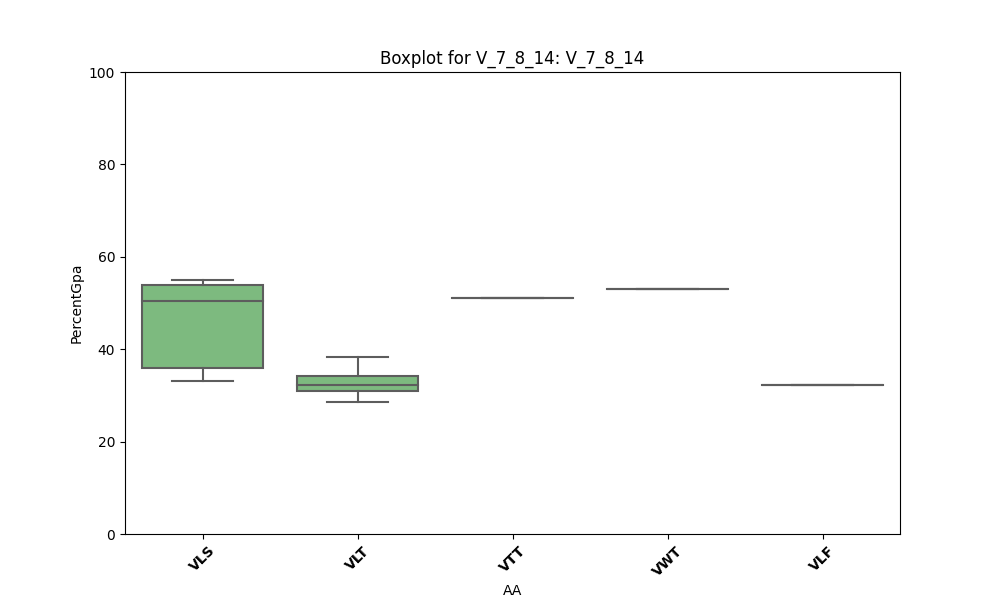 Boxplot for V_7_8_14: V_7_8_14
100
80
60
40
20
0
PercentGpa
VLS
VLT
VTT
VWT
VLF
AA